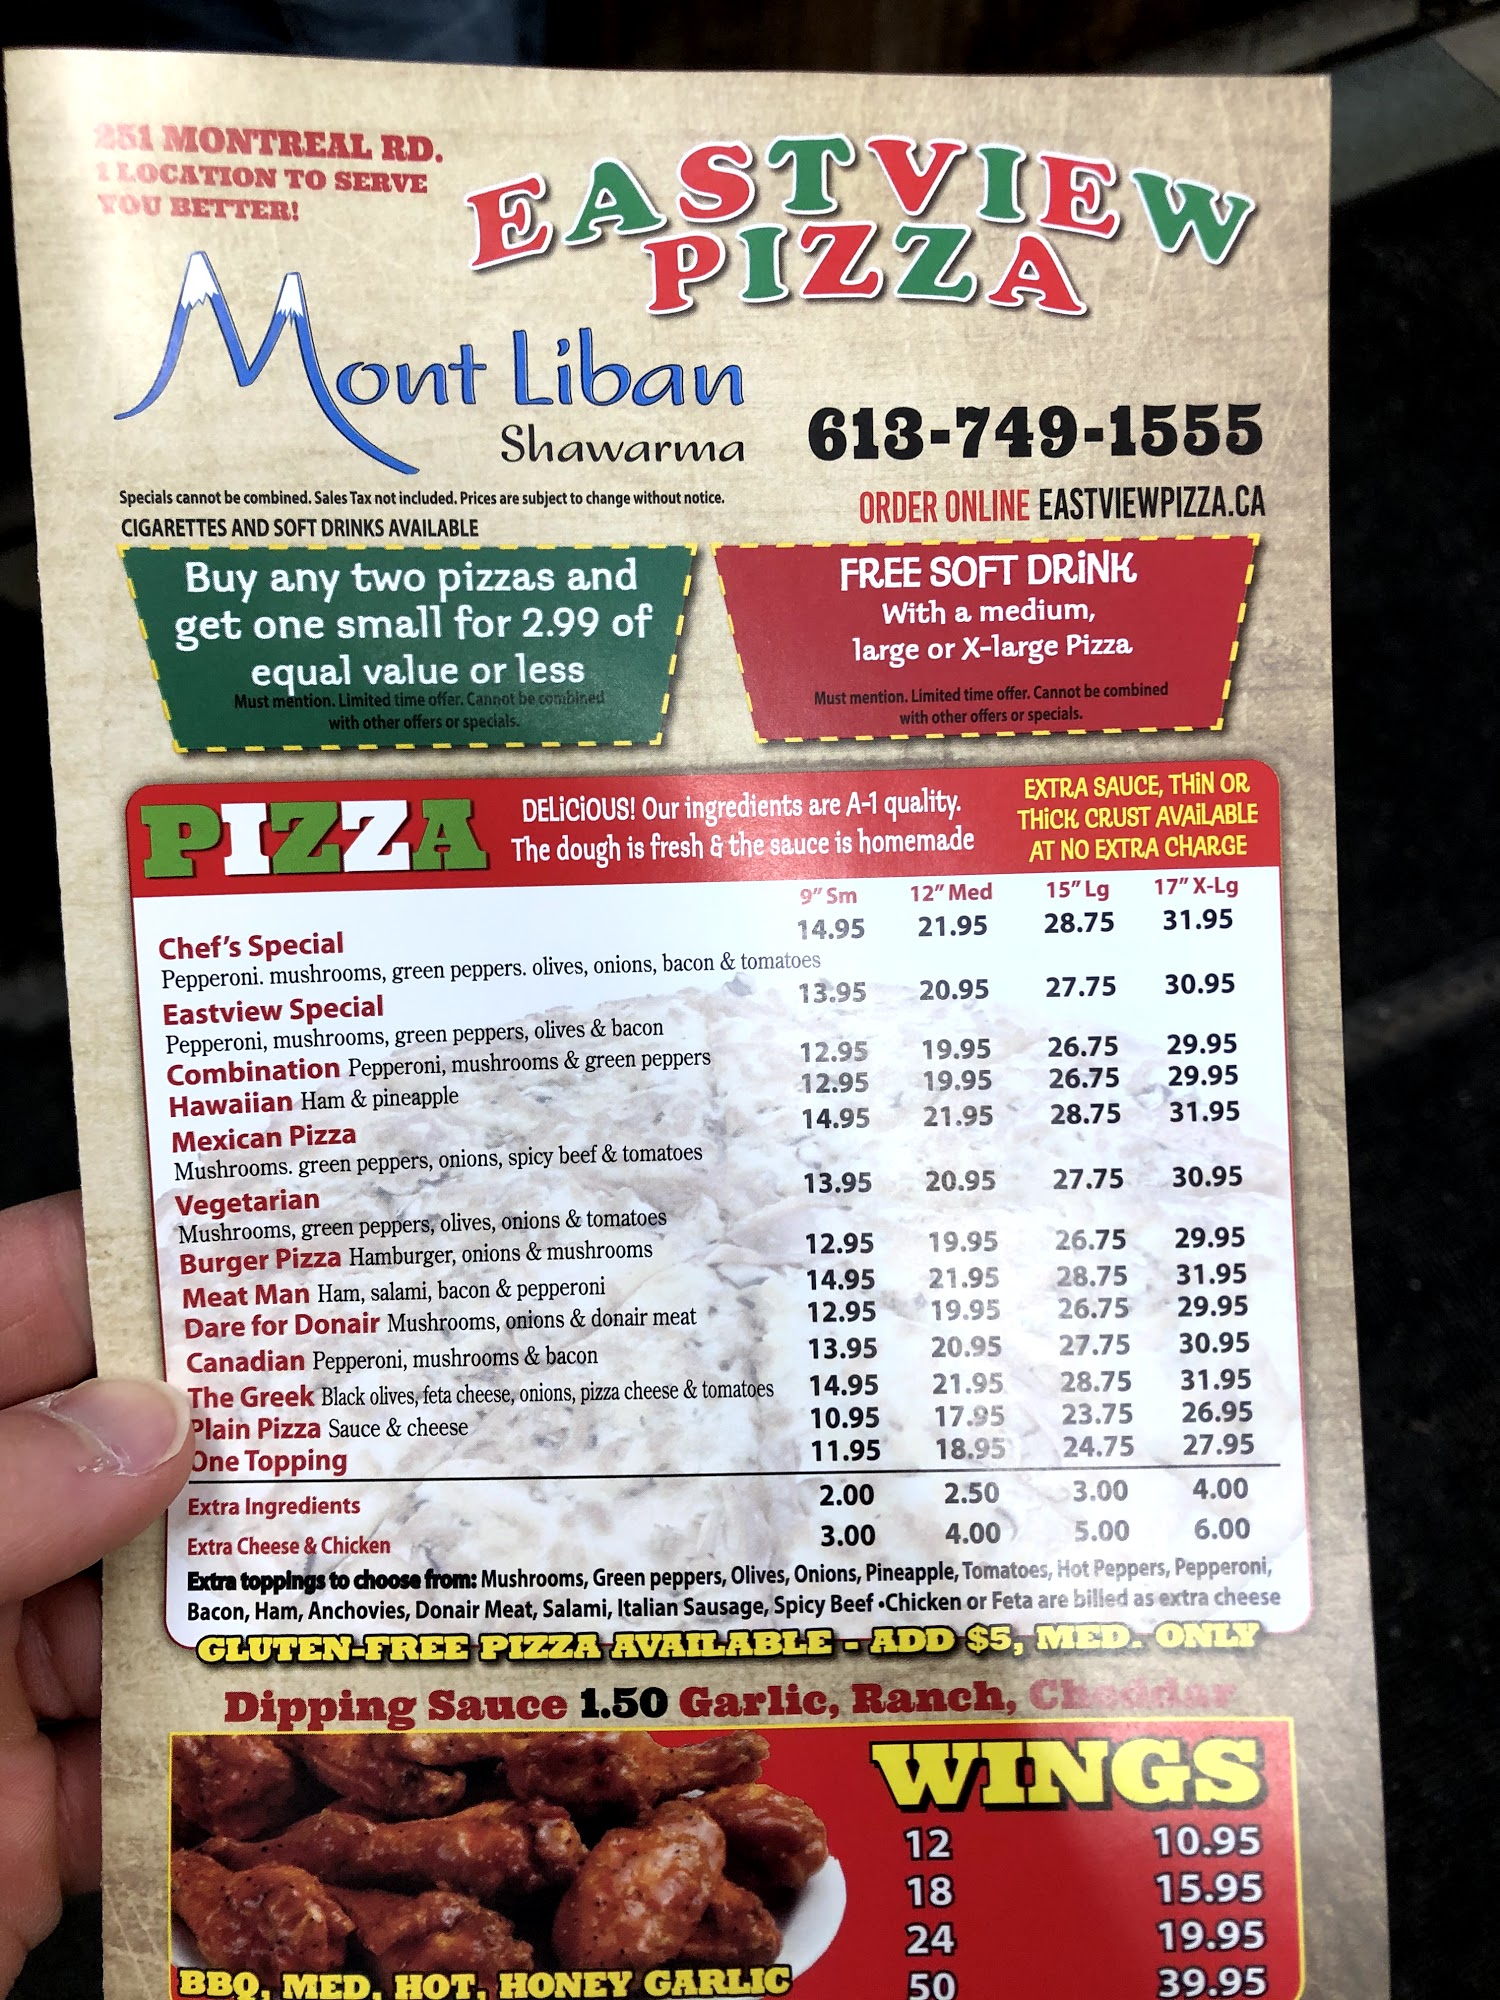 251 MONTREAL RD.
1 LOCATION TO SERVE
YOU BETTER!
EASTVIEW
PIZZA
Mont Liban
Shawarma
613-749-1555
Specials cannot be combined. Sales Tax not included. Prices are subject to change without notice.
CIGARETTES AND SOFT DRINKS AVAILABLE
ORDER ONLINE EASTVIEWPIZZA.CA
Buy any two pizzas and
get one small for 2.99 of
equal value or less
Must mention. Limited time offer. Cannot be combined
with other offers or specials.
FREE SOFT DRiNK
With a medium,
large or X-large Pizza
Must mention. Limited time offer. Cannot be combined
with other offers or specials.
PIZZA
DELiCiOUS! Our ingredients are A-1 quality.
The dough is fresh & the sauce is homemade
EXTRA SAUCE, THiN OR
THiCK CRUST AVAiLABLE
AT NO EXTRA CHARGE
9" Sm 12" Med 15" Lg 17" X-Lg
Chef's Special 14.95 21.95 28.75 31.95
Pepperoni. mushrooms, green peppers. olives, onions, bacon & tomatoes
Eastview Special 13.95 20.95 27.75 30.95
Pepperoni, mushrooms, green peppers, olives & bacon
Combination Pepperoni, mushrooms & green peppers 12.95 19.95 26.75 29.95
Hawaiian Ham & pineapple 12.95 19.95 26.75 29.95
Mexican Pizza 14.95 21.95 28.75 31.95
Mushrooms. green peppers, onions, spicy beef & tomatoes
Vegetarian 13.95 20.95 27.75 30.95
Mushrooms, green peppers, olives, onions & tomatoes
Burger Pizza Hamburger, onions & mushrooms 12.95 19.95 26.75 29.95
Meat Man Ham, salami, bacon & pepperoni 14.95 21.95 28.75 31.95
Dare for Donair Mushrooms, onions & donair meat 12.95 19.95 26.75 29.95
Canadian Pepperoni, mushrooms & bacon 13.95 20.95 27.75 30.95
The Greek Black olives, feta cheese, onions, pizza cheese & tomatoes 14.95 21.95 28.75 31.95
Plain Pizza Sauce & cheese 10.95 17.95 23.75 26.95
One Topping 11.95 18.95 24.75 27.95
Extra Ingredients 2.00 2.50 3.00 4.00
Extra Cheese & Chicken 3.00 4.00 5.00 6.00
Extra toppings to choose from: Mushrooms, Green peppers, Olives, Onions, Pineapple, Tomatoes, Hot Peppers, Pepperoni,
Bacon, Ham, Anchovies, Donair Meat, Salami, Italian Sausage, Spicy Beef •Chicken or Feta are billed as extra cheese
GLUTEN-FREE PIZZA AVAILABLE - ADD $5, MED. ONLY
Dipping Sauce 1.50 Garlic, Ranch, Cheddar
WINGS
12 10.95
18 15.95
24 19.95
50 39.95
BBQ, MED, HOT, HONEY GARLIC